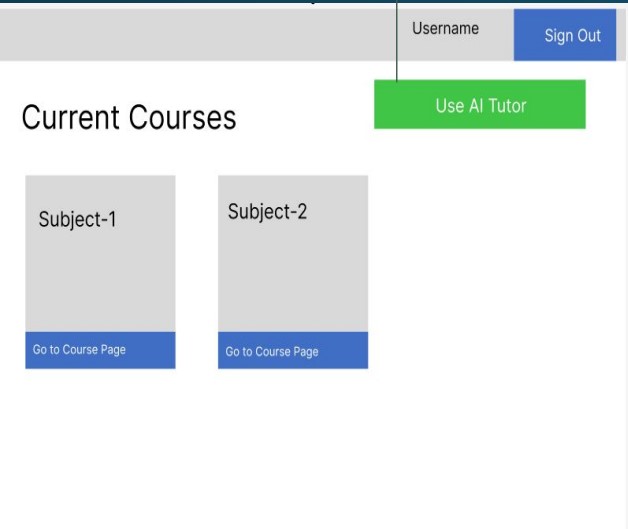 Username
Sign Out
Use AI Tutor
Current Courses
Subject-1
Subject-2
Go to Course Page
Go to Course Page